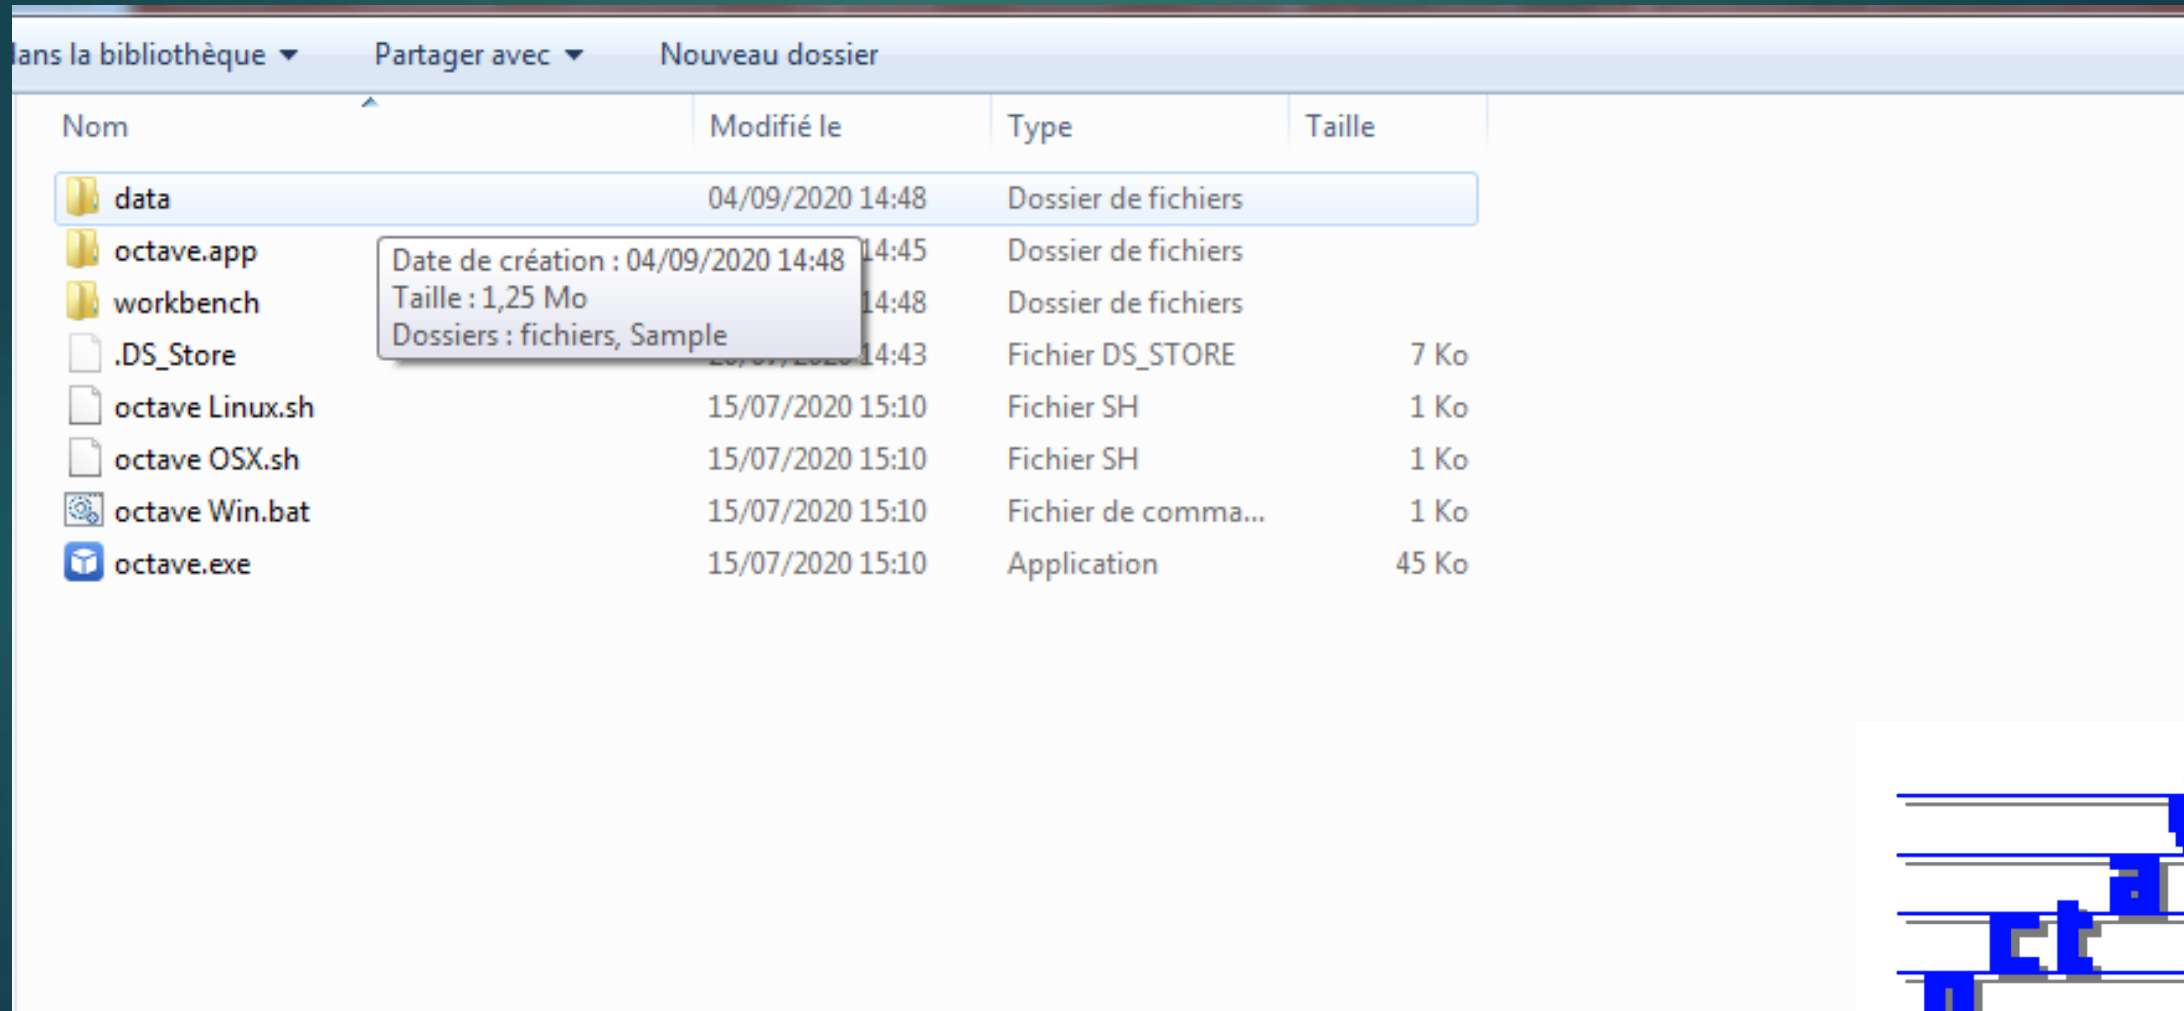 dans la bibliothèque Partager avec Nouveau dossier
Nom Modifié le Type Taille
data 04/09/2020 14:48 Dossier de fichiers
octave.app 14:45 Dossier de fichiers
Date de création : 04/09/2020 14:48
Taille : 1,25 Mo
Dossiers : fichiers, Sample
workbench 14:48 Dossier de fichiers
.DS_Store 14:43 Fichier DS_STORE 7 Ko
octave Linux.sh 15/07/2020 15:10 Fichier SH 1 Ko
octave OSX.sh 15/07/2020 15:10 Fichier SH 1 Ko
octave Win.bat 15/07/2020 15:10 Fichier de comma... 1 Ko
octave.exe 15/07/2020 15:10 Application 45 Ko